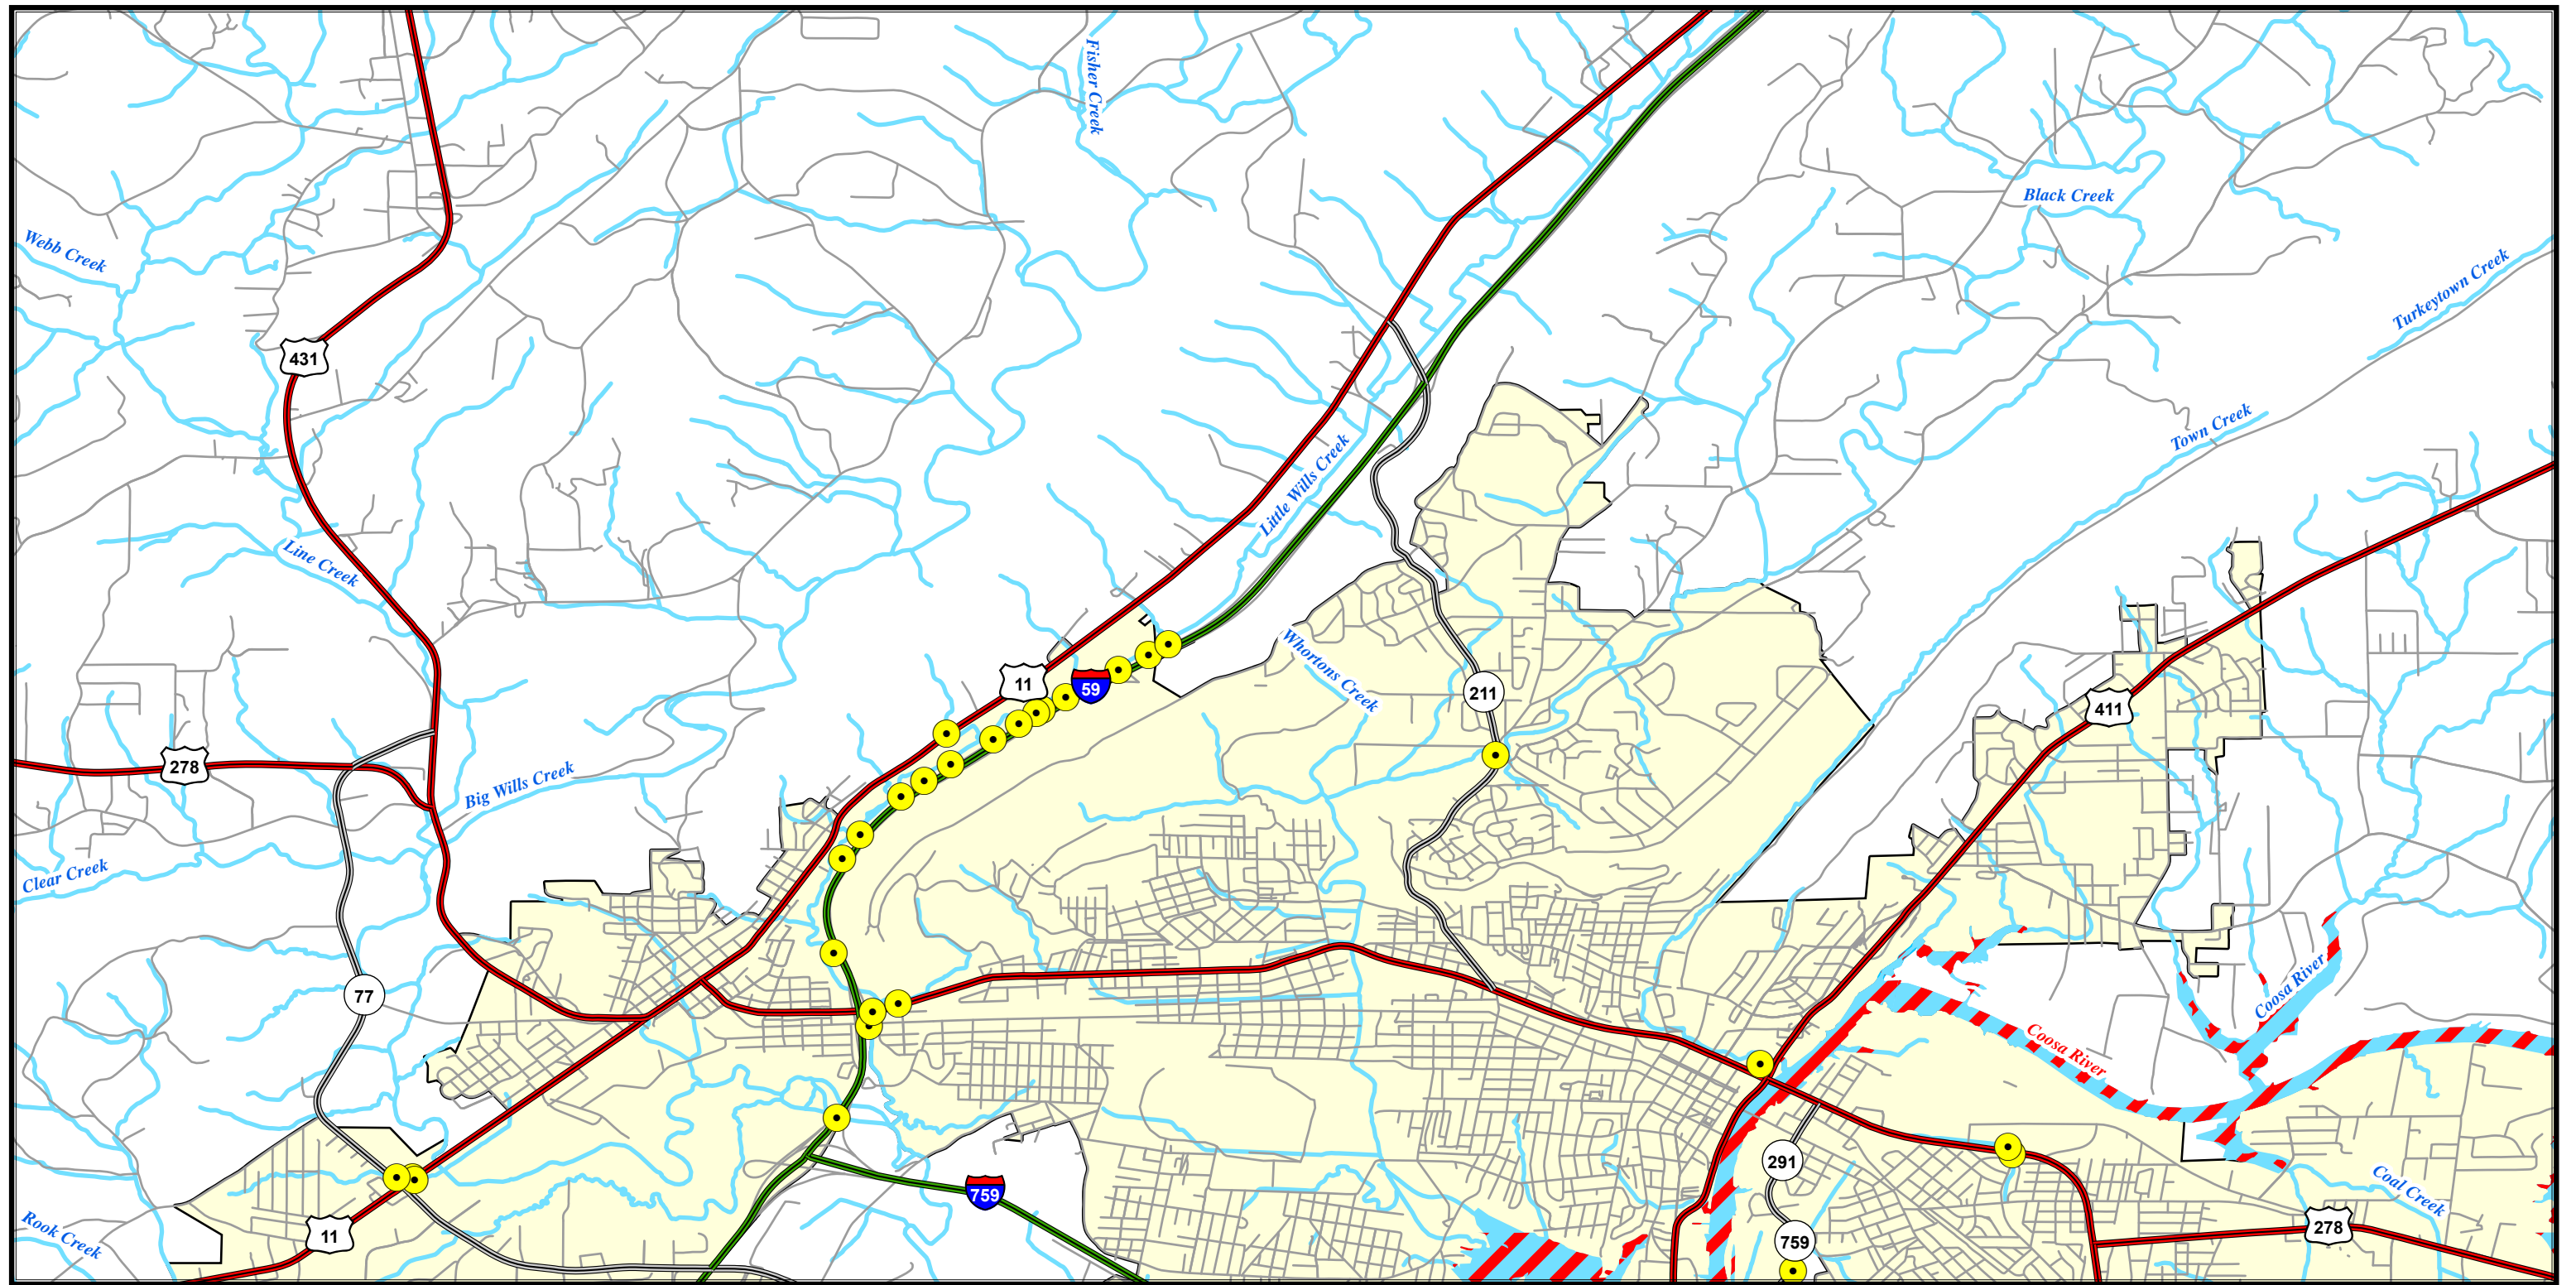 Fisher Creek
Black Creek
Webb Creek
Turkeytown Creek
431
Town Creek
Little Wills Creek
Line Creek
Whortons Creek
11
59
211
411
278
Big Wills Creek
Clear Creek
77
Coosa River
Coosa River
291
759
Coal Creek
Rook Creek
11
278
759